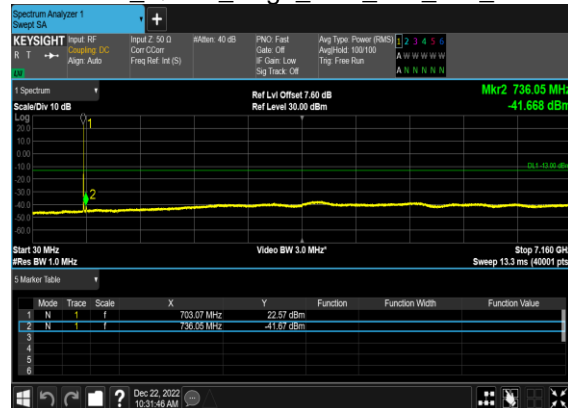 Spectrum Analyzer 1
Swept SA
KEYSIGHT Input: RF Input Z: 50 Ω #Atten: 40 dB PNO: Fast Avg Type: Power (RMS) 1 2 3 4 5 6
R T Coupling: DC Corr CCorr Gate: Off Avg|Hold: 100/100 A W W W W W
Align: Auto Freq Ref: Int (S) IF Gain: Low Trig: Free Run
Sig Track: Off A N N N N N
1 Spectrum Ref Lvl Offset 7.60 dB Mkr2 736.05 MHz
Scale/Div 10 dB Ref Level 30.00 dBm -41.668 dBm
Log
1
20.0
10.0
0.00
-10.0
DL1 -13.00 dBm
-20.0
-30.0
2
-40.0
-50.0
-60.0
Start 30 MHz Video BW 3.0 MHz* Stop 7.160 GHz
#Res BW 1.0 MHz Sweep 13.3 ms (40001 pts)
5 Marker Table
Mode Trace Scale X Y Function Function Width Function Value
1 N 1 f 703.07 MHz 22.57 dBm
2 N 1 f 736.05 MHz -41.67 dBm
3
4
5
6
? Dec 22, 2022
10:31:46 AM